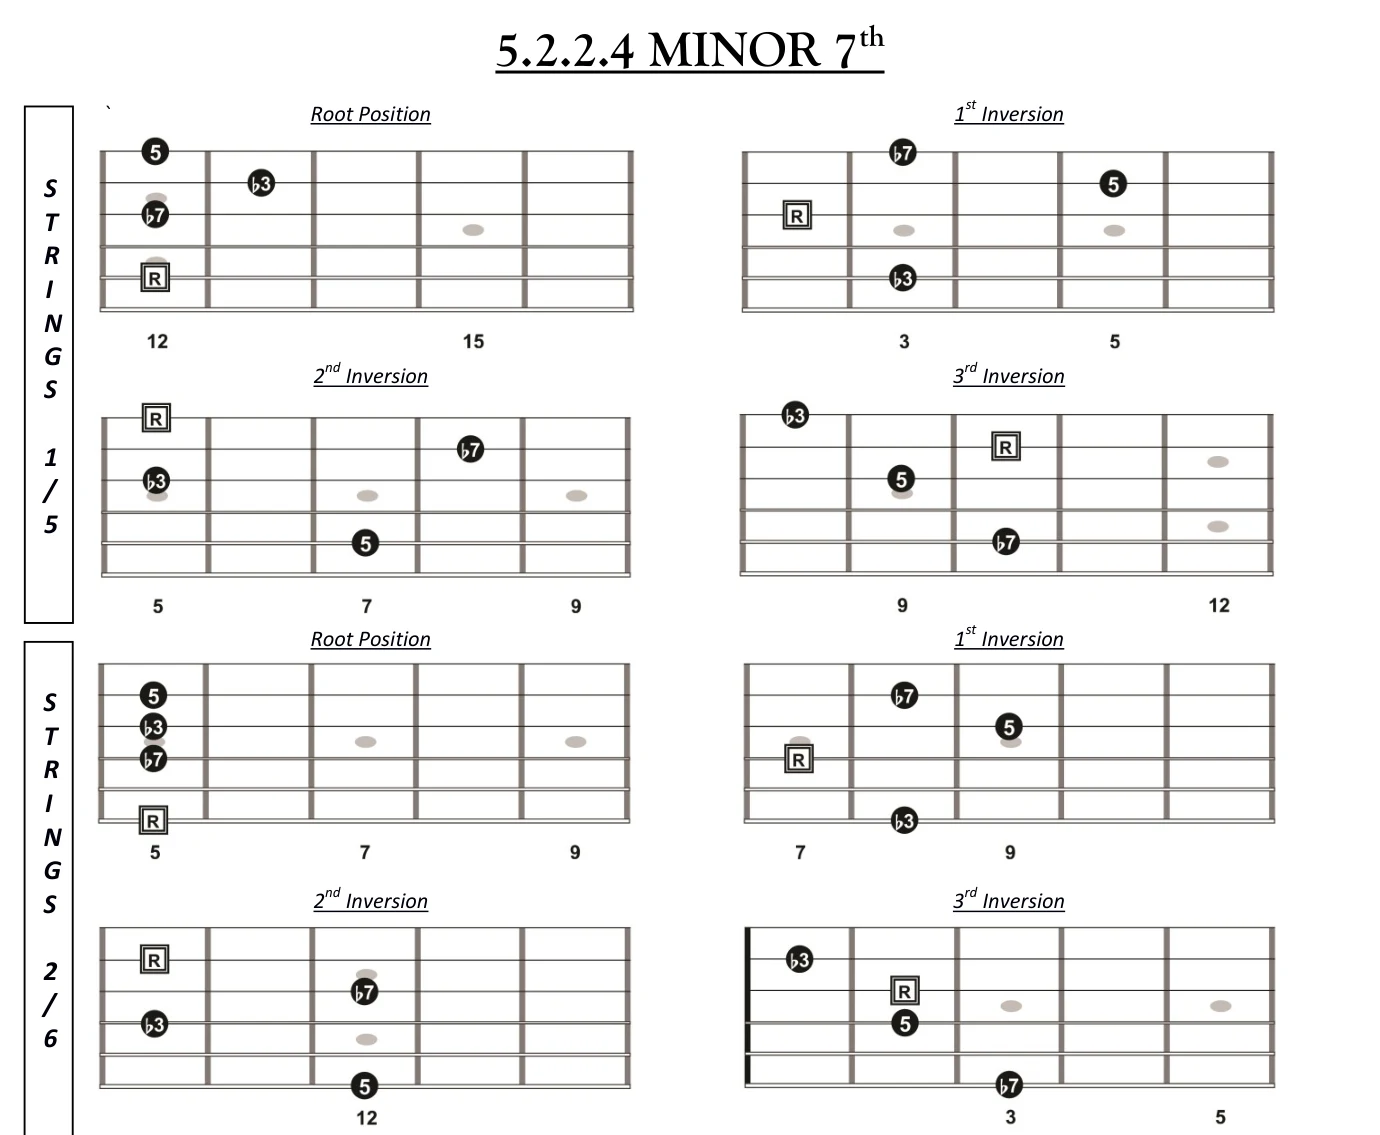 5.2.2.4 MINOR 7th
STRINGS 1/5
`
Root Position
5
♭3
♭7
R
12 15
1st Inversion
♭7
5
R
♭3
3 5
2nd Inversion
R
♭7
♭3
5
5 7 9
3rd Inversion
♭3
R
5
♭7
9 12
STRINGS 2/6
Root Position
5
♭3
♭7
R
5 7 9
1st Inversion
♭7
5
R
♭3
7 9
2nd Inversion
R
♭7
♭3
5
12
3rd Inversion
♭3
R
5
♭7
3 5